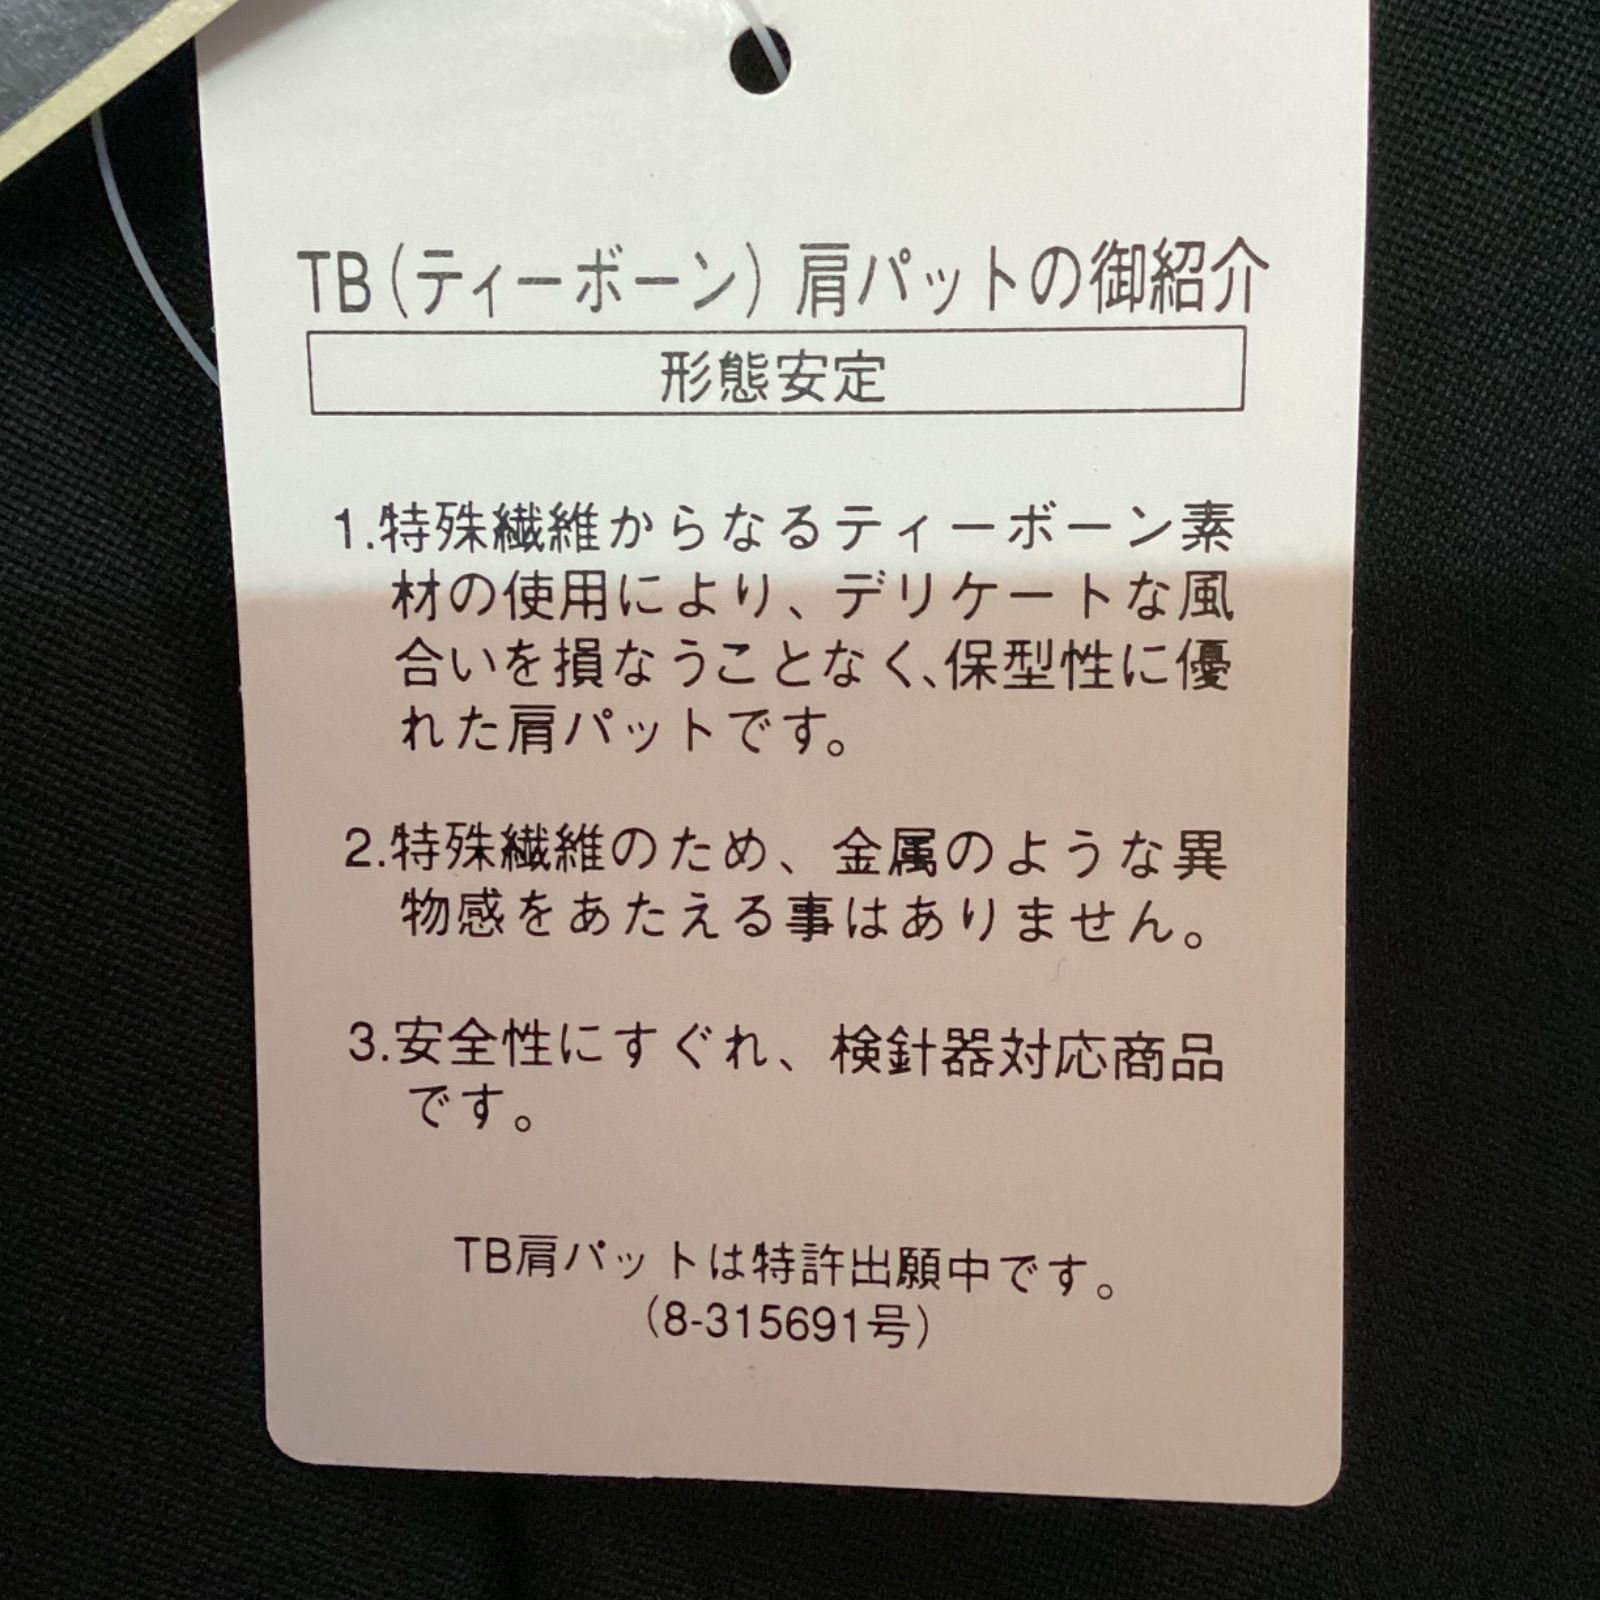 TB(ティーボーン)肩パットの御紹介
形態安定
1.特殊繊維からなるティーボーン素
材の使用により、デリケートな風
合いを損なうことなく、保型性に優
れた肩パットです。
2.特殊繊維のため、金属のような異
物感をあたえる事はありません。
3.安全性にすぐれ、検針器対応商品
です。
TB肩パットは特許出願中です。
(8-315691号)